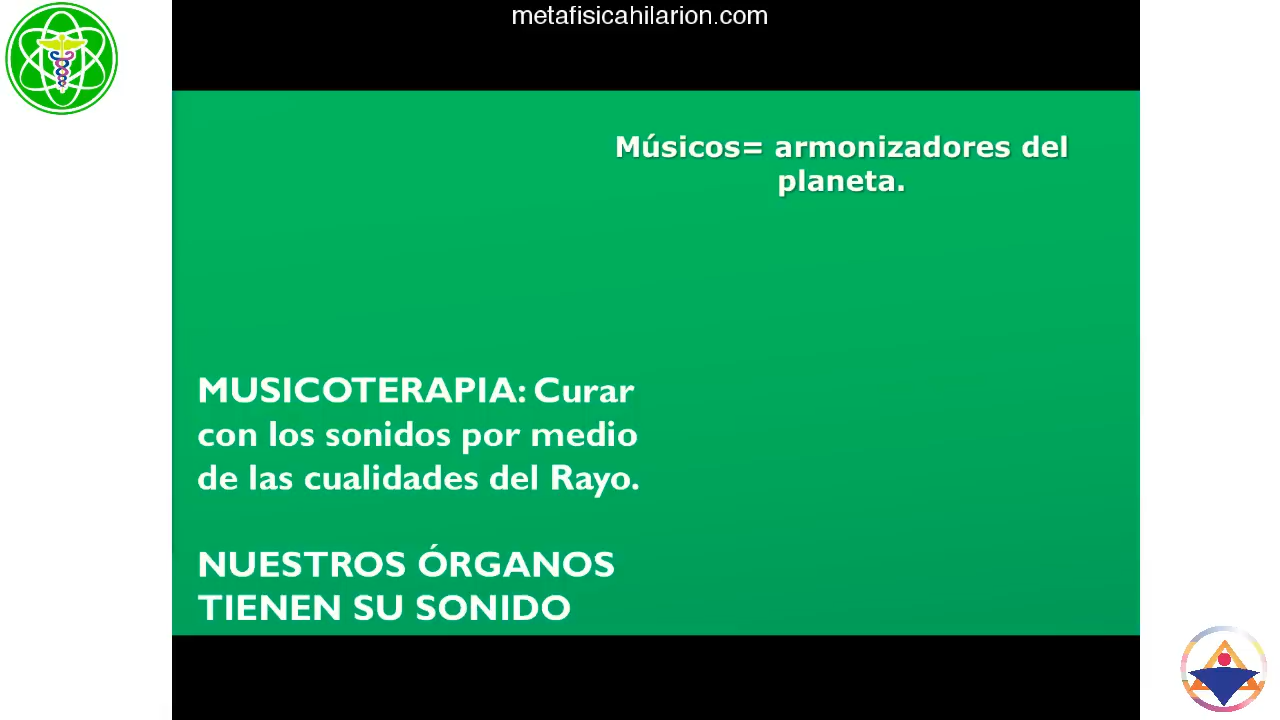 metafisicahilarion.com
Músicos= armonizadores del
planeta.
MUSICOTERAPIA: Curar
con los sonidos por medio
de las cualidades del Rayo.
NUESTROS ÓRGANOS
TIENEN SU SONIDO